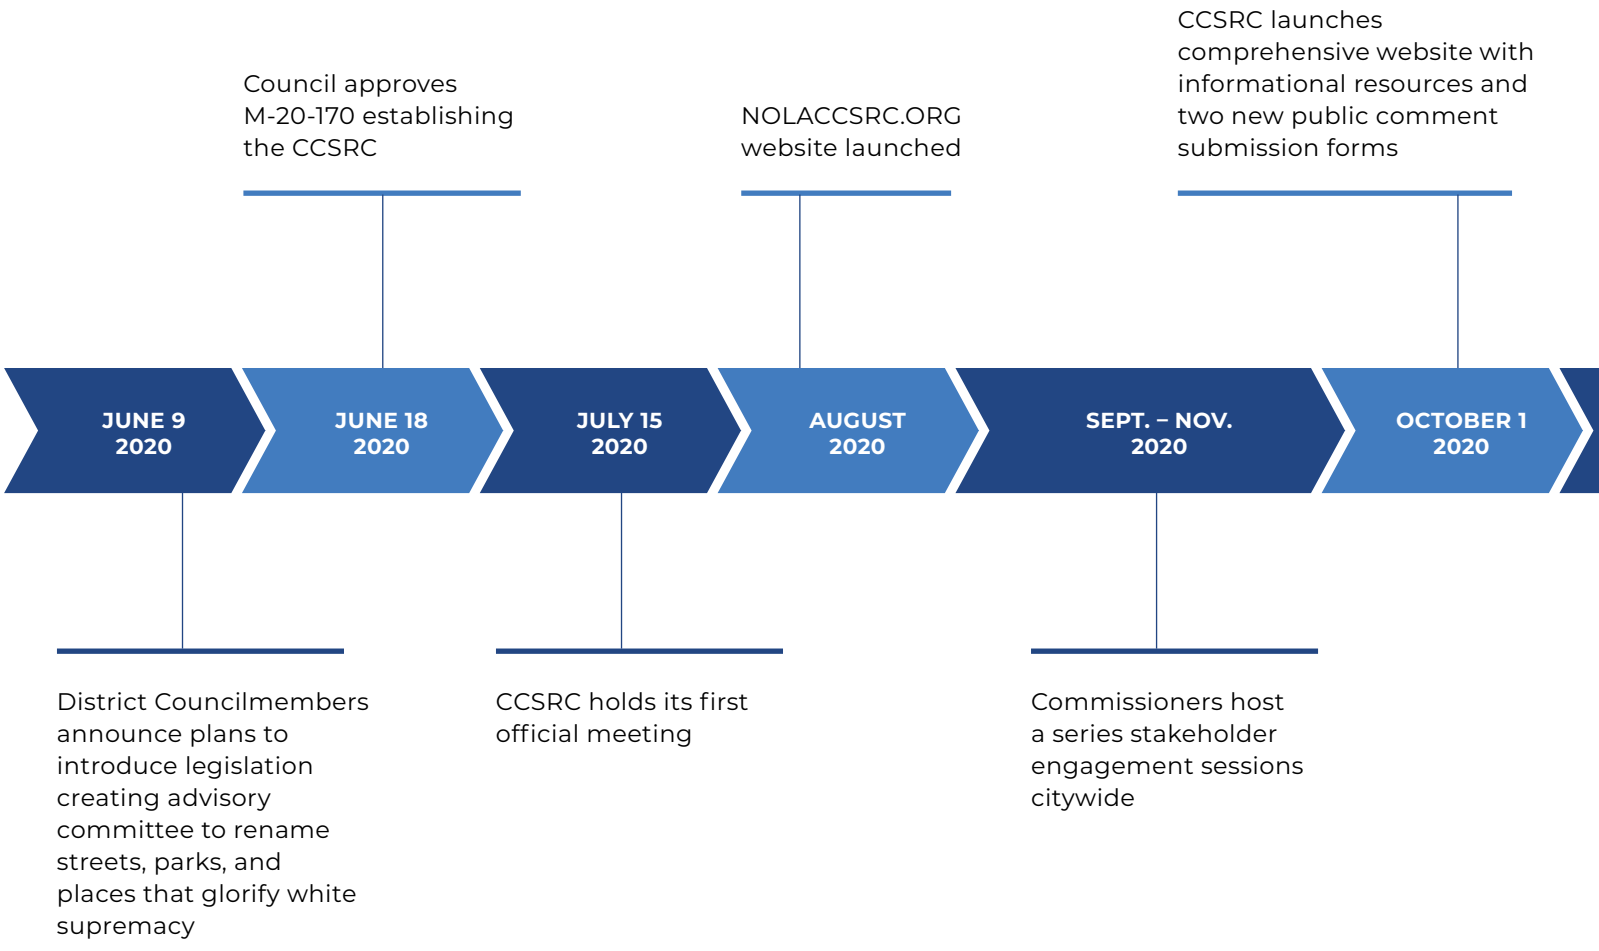 CCSRC launches
comprehensive website with
informational resources and
two new public comment
submission forms
Council approves
M-20-170 establishing
the CCSRC
NOLACCSRC.ORG
website launched
JUNE 9
2020
JUNE 18
2020
JULY 15
2020
AUGUST
2020
SEPT. – NOV.
2020
OCTOBER 1
2020
District Councilmembers
announce plans to
introduce legislation
creating advisory
committee to rename
streets, parks, and
places that glorify white
supremacy
CCSRC holds its first
official meeting
Commissioners host
a series stakeholder
engagement sessions
citywide